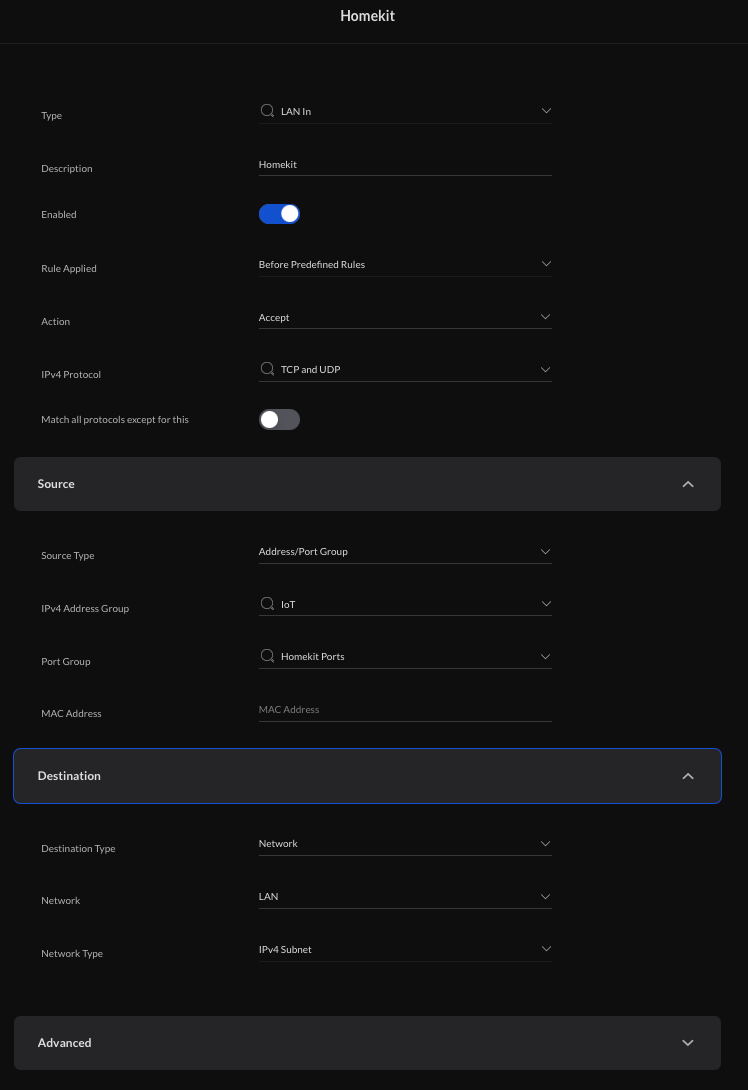 Homekit
Type
LAN In
Description
Homekit
Enabled
Rule Applied
Before Predefined Rules
Action
Accept
IPv4 Protocol
TCP and UDP
Match all protocols except for this
Source
Source Type
Address/Port Group
IPv4 Address Group
IoT
Port Group
Homekit Ports
MAC Address
MAC Address
Destination
Destination Type
Network
Network
LAN
Network Type
IPv4 Subnet
Advanced